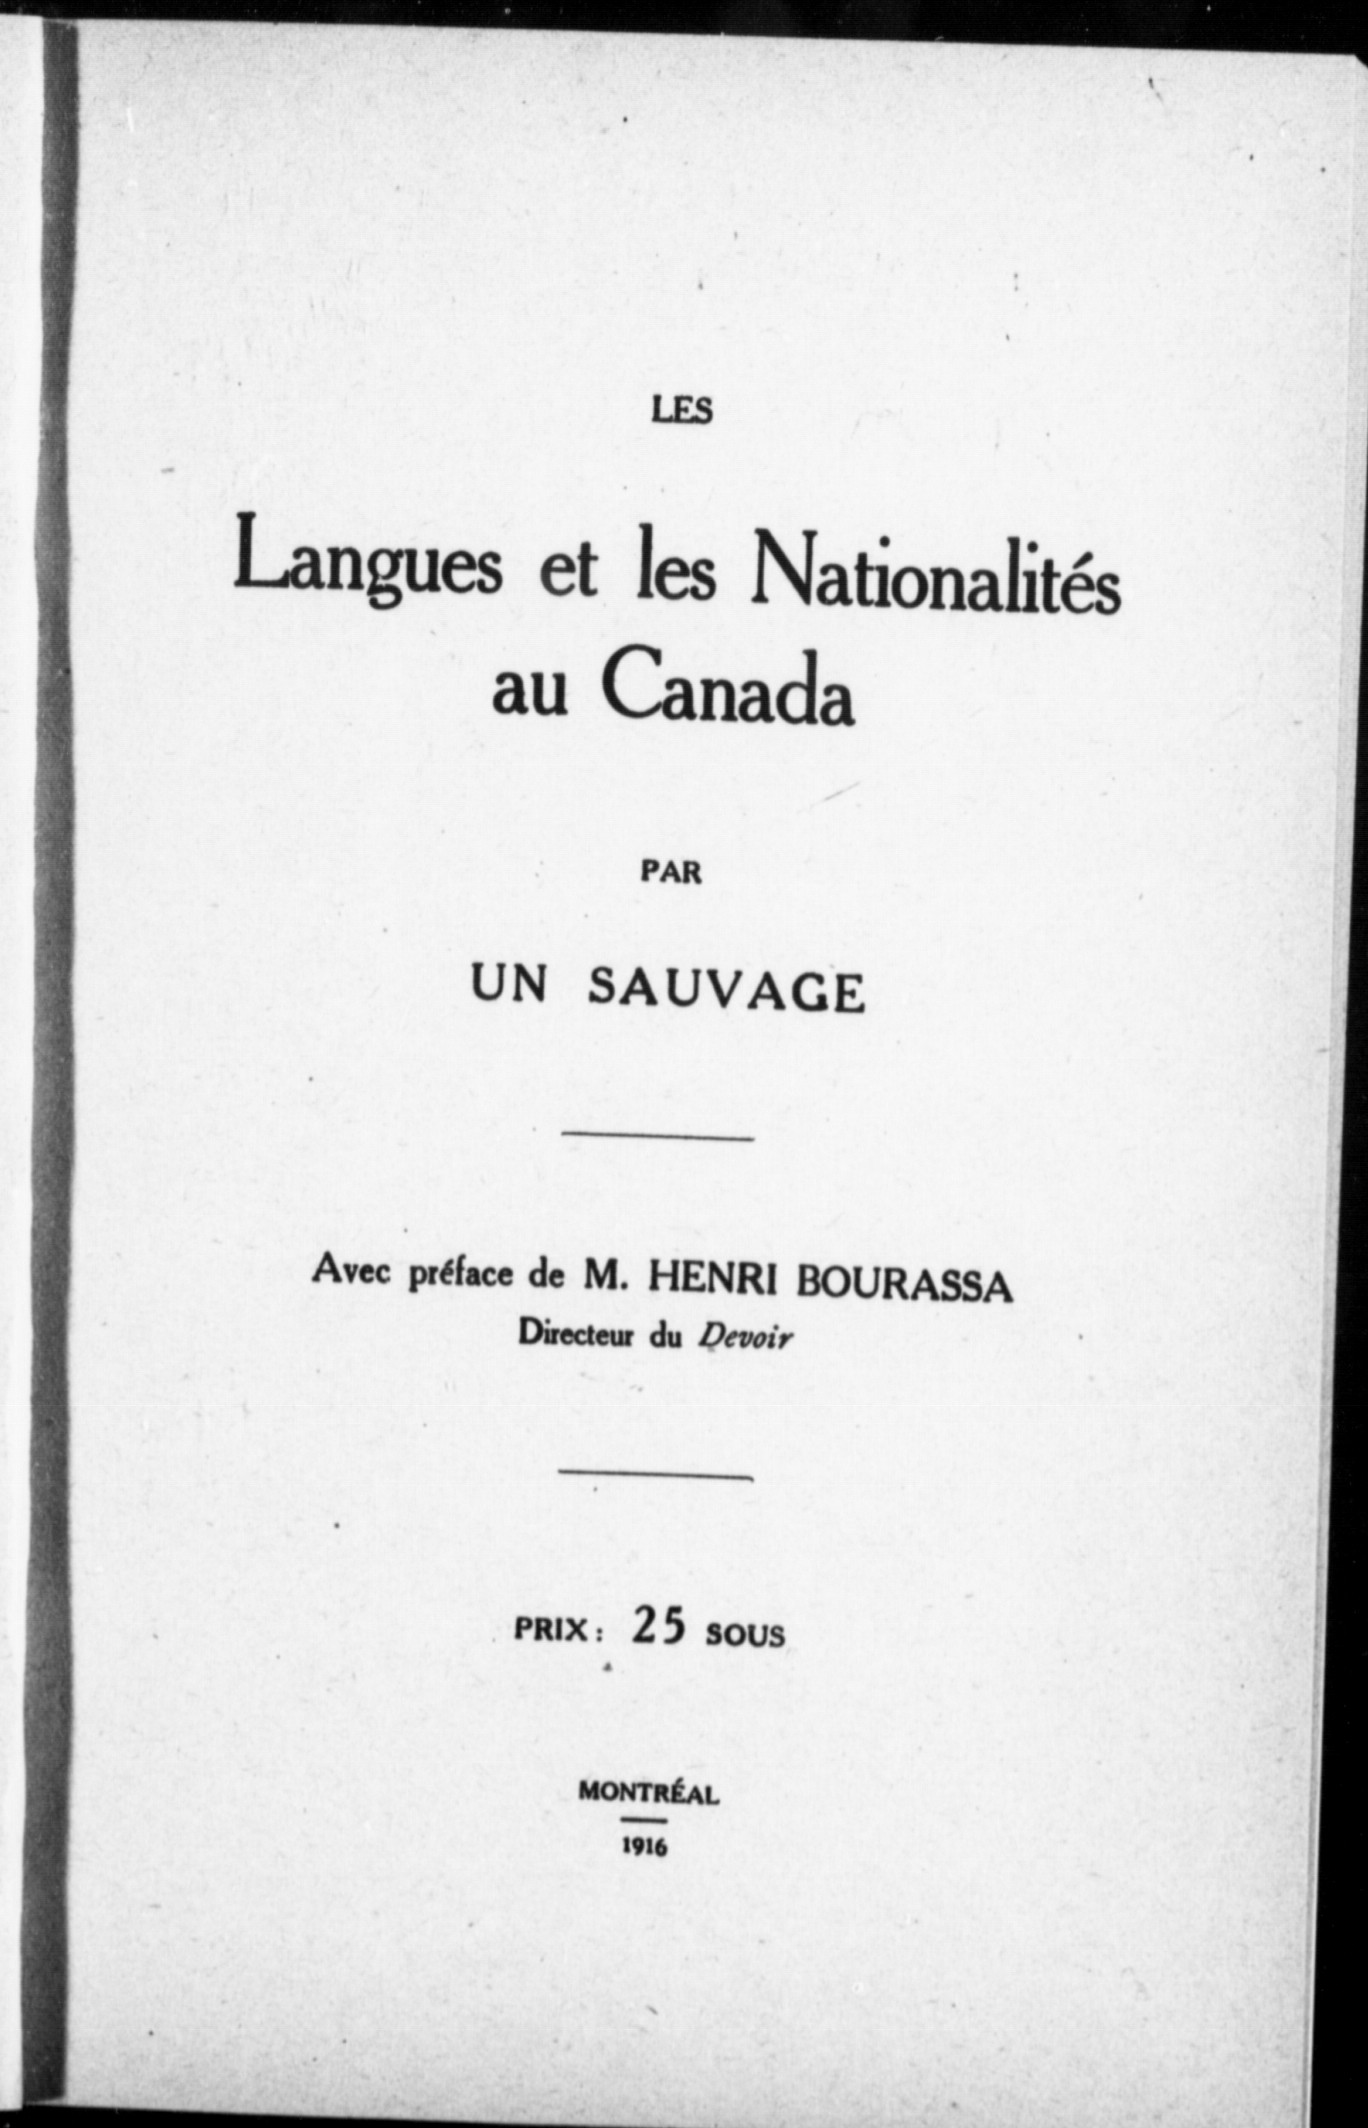 LES
Langues et les Nationalités
au Canada
PAR
UN SAUVAGE
Avec préface de M. HENRI BOURASSA
Directeur du Devoir
PRIX: 25 SOUS
MONTRÉAL
1916